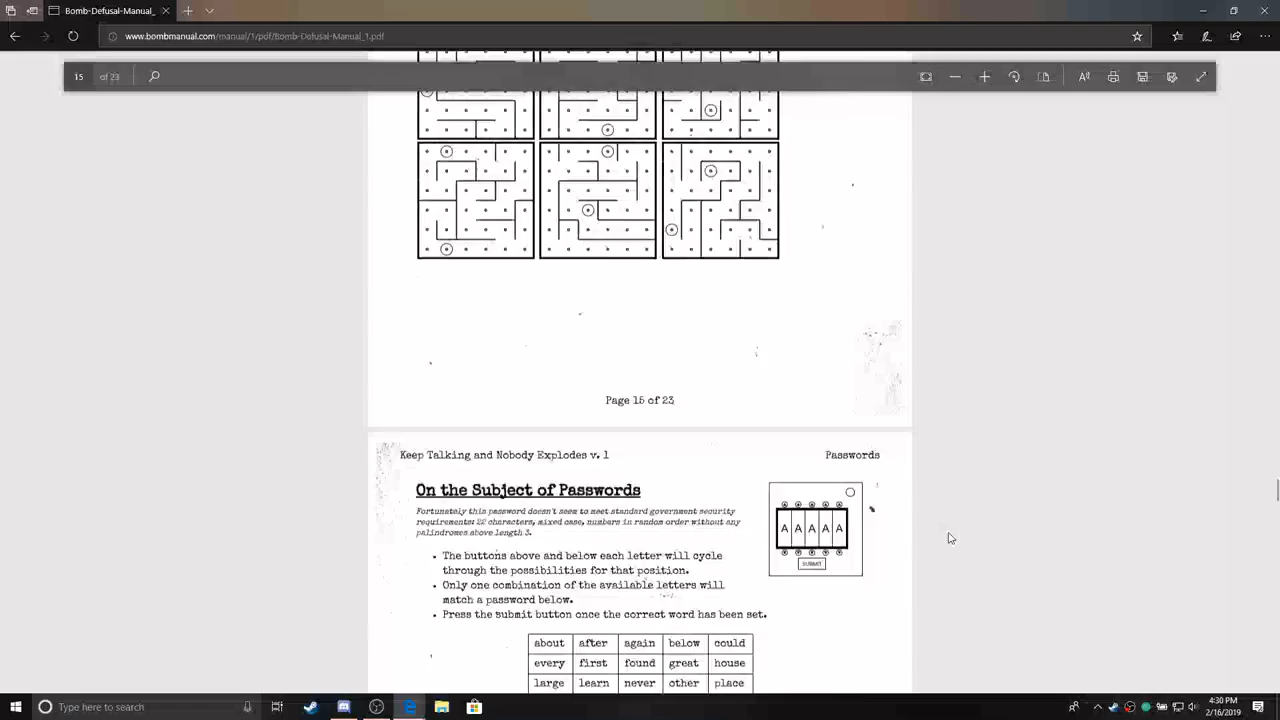 Bomb-Defusal-Manual_
www.bombmanual.com/manual/1/pdf/Bomb-Defusal-Manual_1.pdf
15 of 23
Page 15 of 23
Keep Talking and Nobody Explodes v. 1
Passwords
On the Subject of Passwords
Fortunately this password doesn't seem to meet standard government security
requirements: 22 characters, mixed case, numbers in random order without any
palindromes above length 3.
A A A A A
SUBMIT
• The buttons above and below each letter will cycle
through the possibilities for that position.
• Only one combination of the available letters will
match a password below.
• Press the submit button once the correct word has been set.
about after again below could
every first found great house
large learn never other place
Type here to search
4:30 PM
2/16/2019